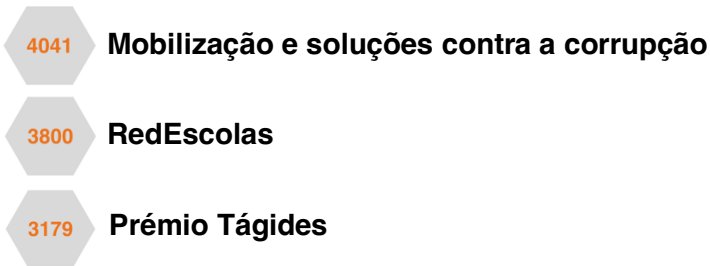 4041 Mobilização e soluções contra a corrupção
3800 RedEscolas
3179 Prémio Tágides